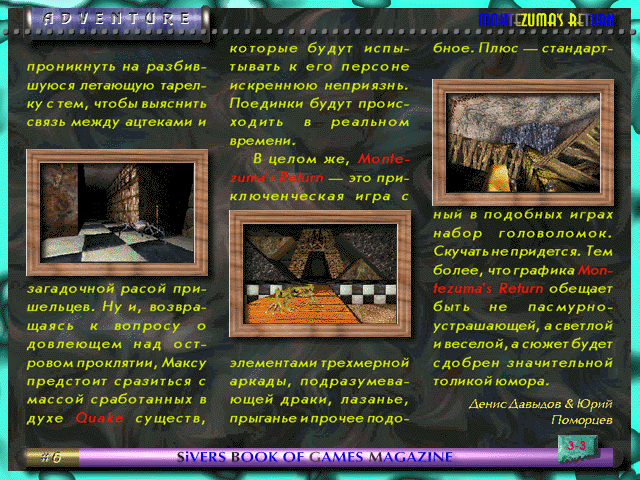 ADVENTURE
MONTEZUMA'S RETURN
проникнуть на разбив-
шуюся летающую тарел-
ку с тем, чтобы выяснить
связь между ацтеками и
загадочной расой при-
шельцев. Ну и, возвра-
щаясь к вопросу о
довлеющем над ост-
ровом проклятии, Максу
предстоит сразиться с
массой сработанных в
духе Quake существ,
которые будут испы-
тывать к его персоне
искреннюю неприязнь.
Поединки будут проис-
ходить в реальном
времени.
В целом же, Monte-
zuma's Return — это при-
ключенческая игра с
элементами трехмерной
аркады, подразумева-
ющей драки, лазанье,
прыганье и прочее подо-
бное. Плюс — стандарт-
ный в подобных играх
набор головоломок.
Скучать не придется. Тем
более, что графика Mon-
tezuma's Return обещает
быть не пасмурно-
устрашающей, а светлой
и веселой, а сюжет будет
сдобрен значительной
толикой юмора.
Денис Давыдов & Юрий
Поморцев
#6
SiVERS BOOK OF GAMES MAGAZINE
3-3